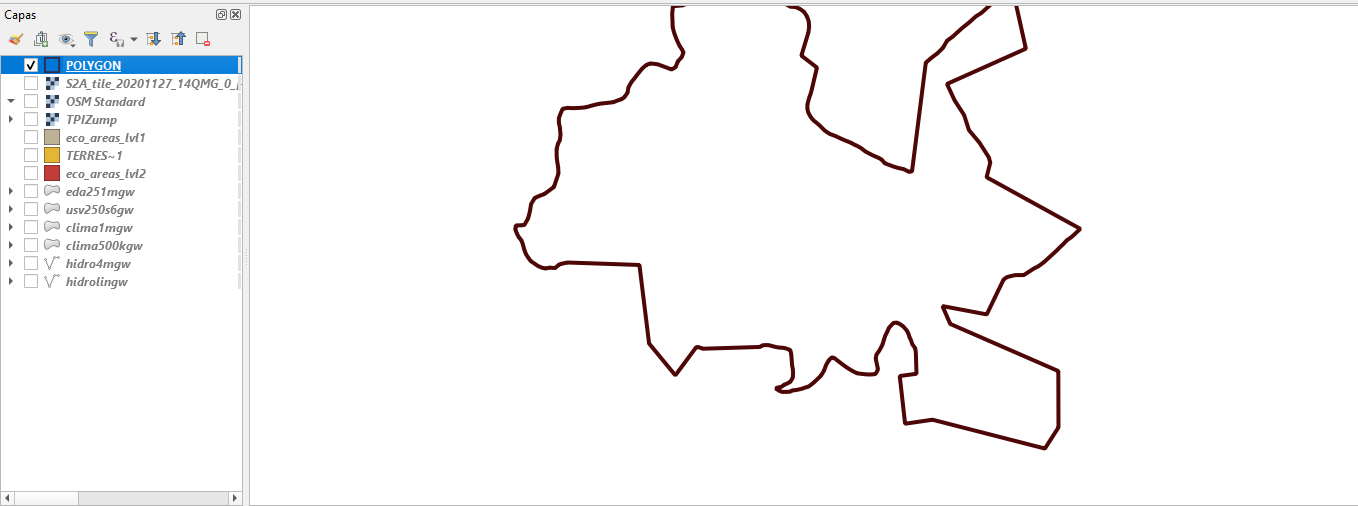 Capas
POLYGON
S2A_tile_20201127_14QMG_0_
OSM Standard
TPIZump
eco_areas_lvl1
TERRES~1
eco_areas_lvl2
eda251mgw
usv250s6gw
clima1mgw
clima500kgw
hidro4mgw
hidrolingw